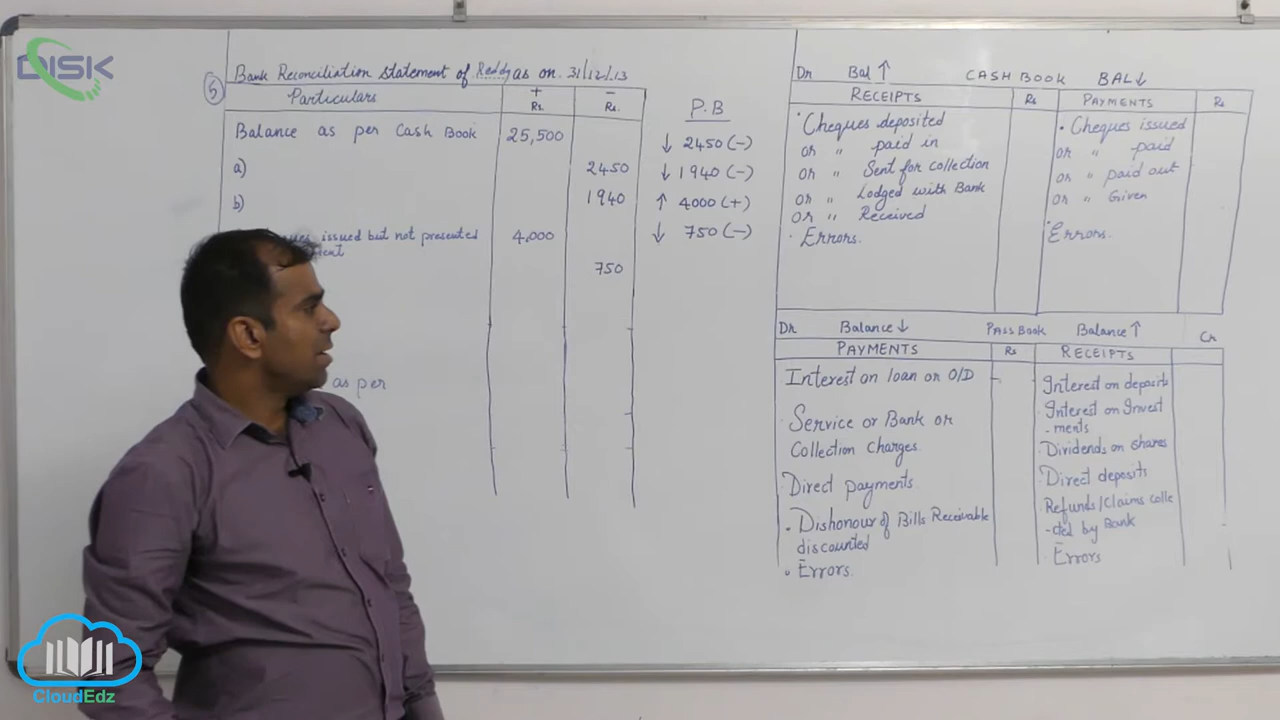 DISK
Bank Reconciliation statement of Reddy as on 31/12/13
5
Particulars
+
Rs.
−
Rs.
Balance as per Cash Book 25,500
a) 2450
b) 1940
issued but not presented 4,000
750
as per
P.B
↓ 2450 (−)
↓ 1940 (−)
↑ 4000 (+)
↓ 750 (−)
Dr Bal ↑ CASH BOOK BAL ↓
RECEIPTS Rs PAYMENTS Rs
· Cheques deposited
or " paid in
or " Sent for collection
or " Lodged with Bank
or " Received
· Errors.
· Cheques issued
or " paid
or " paid out
or " Given
· Errors.
Dr Balance ↓ PASS BOOK Balance ↑ Cr
PAYMENTS Rs RECEIPTS
Interest on loan or O/D
· Service or Bank or
Collection Charges.
· Direct payments
· Dishonour of Bills Receivable
discounted
· Errors.
· Interest on deposits
· Interest on Invest
-ments
· Dividends on shares
· Direct deposits
· Refunds/Claims colle
-cted by Bank
· Errors
CloudEdz